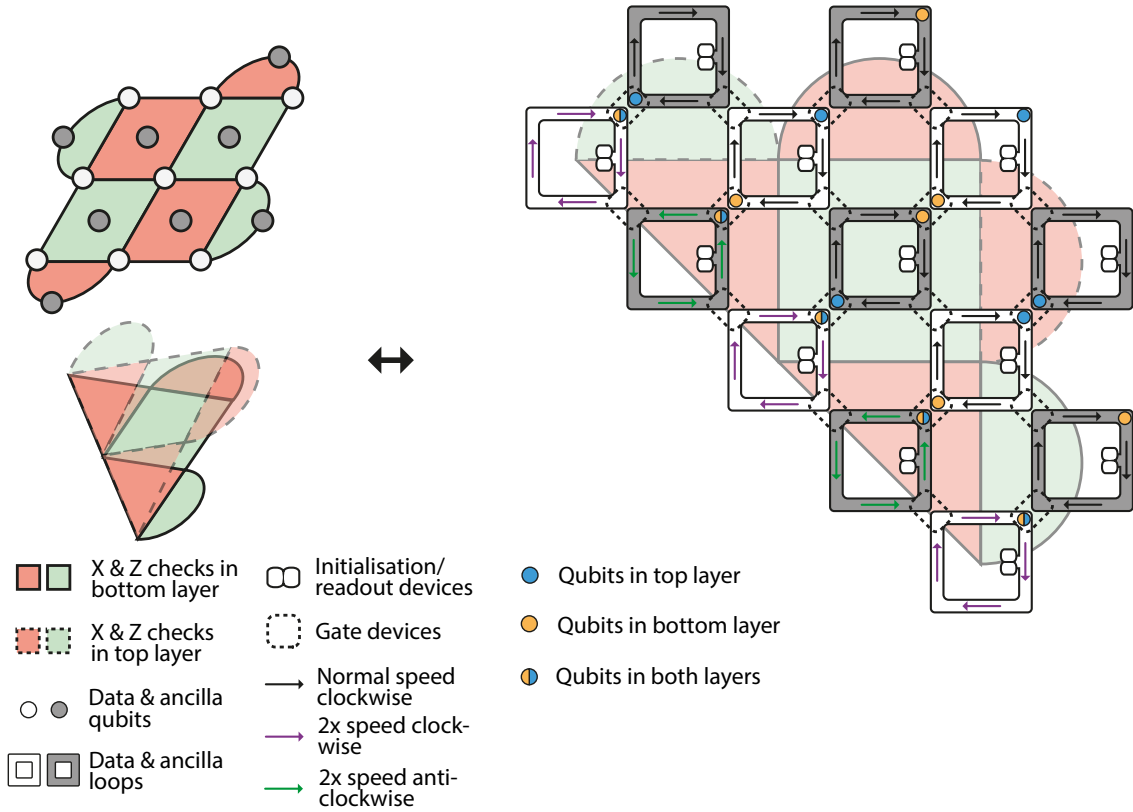 X & Z checks in
bottom layer
X & Z checks
in top layer
Data & ancilla
qubits
Data & ancilla
loops
Initialisation/
readout devices
Gate devices
Normal speed
clockwise
2x speed clock-
wise
2x speed anti-
clockwise
Qubits in top layer
Qubits in bottom layer
Qubits in both layers